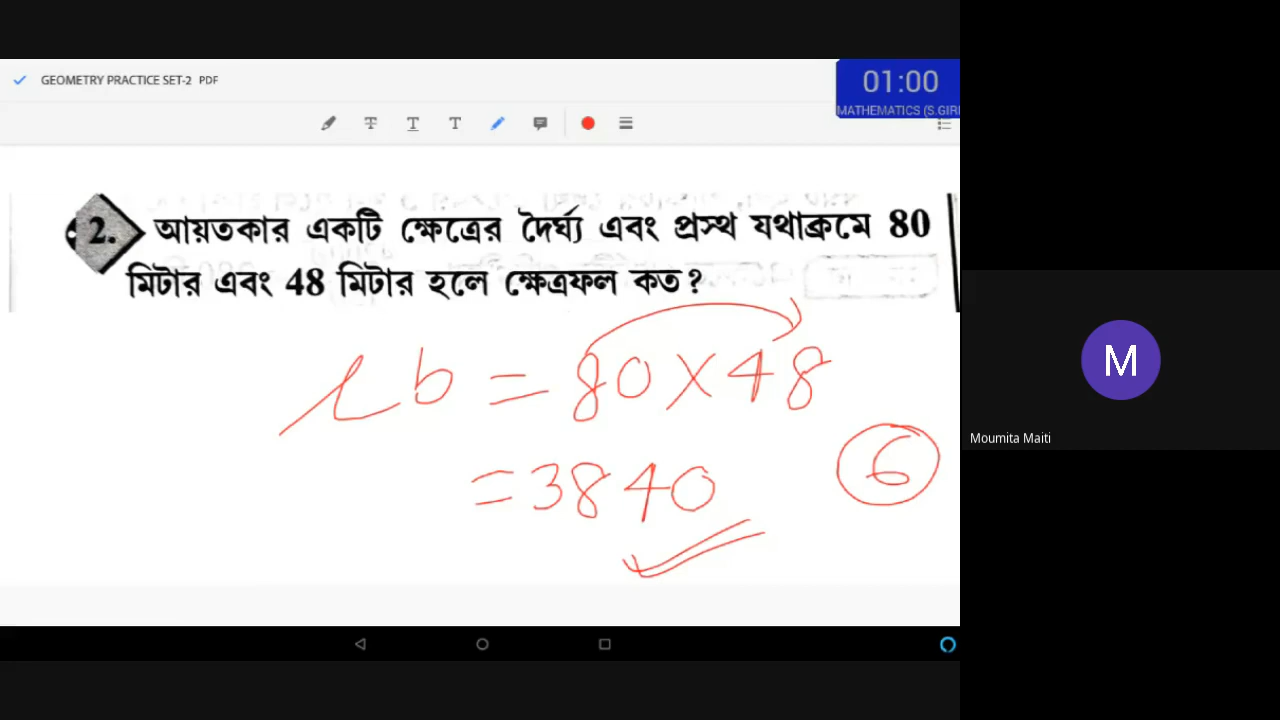 GEOMETRY PRACTICE SET-2 PDF
01:00
MATHEMATICS (S.GIRI
T T T
2. আয়তকার একটি ক্ষেত্রের দৈর্ঘ্য এবং প্রস্থ যথাক্রমে 80
মিটার এবং 48 মিটার হলে ক্ষেত্রফল কত?
lb = 80 × 48
= 3840
6
M
Moumita Maiti